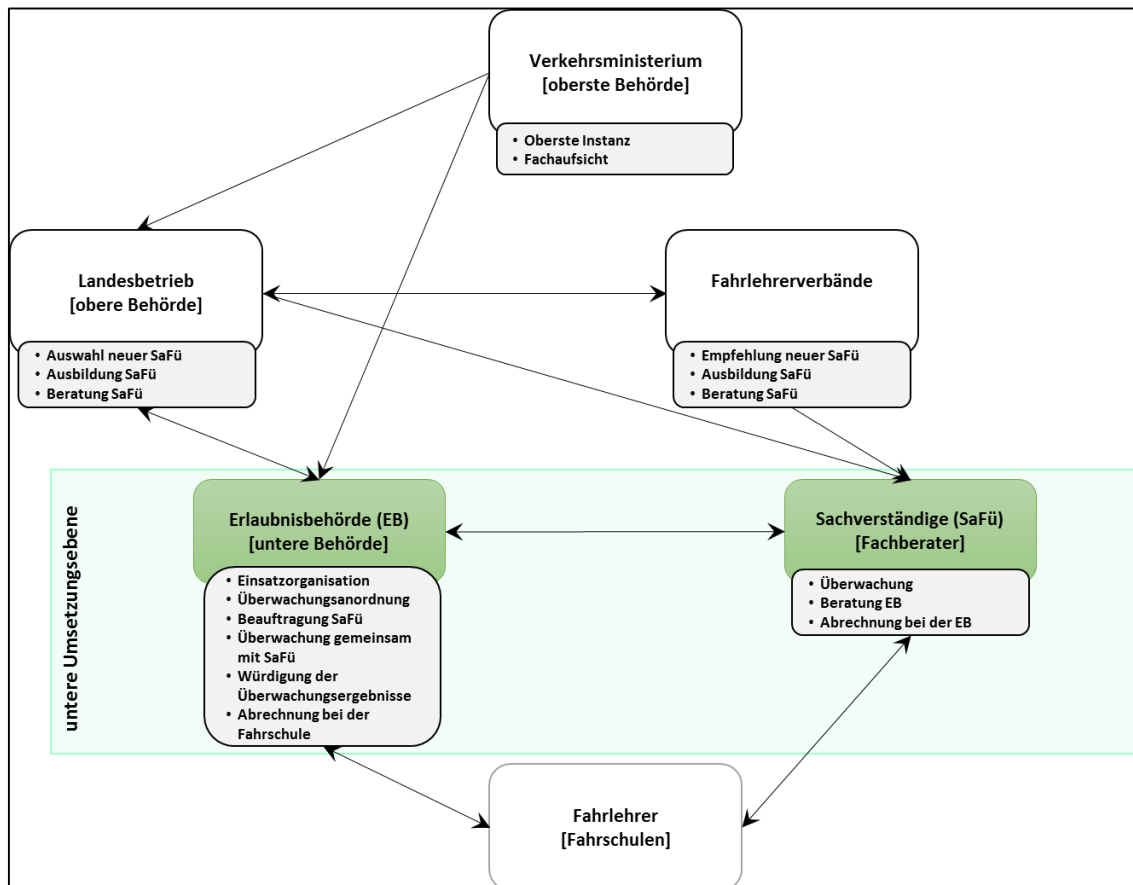 Verkehrsministerium
[oberste Behörde]
• Oberste Instanz
• Fachaufsicht
Landesbetrieb
[obere Behörde]
• Auswahl neuer SaFü
• Ausbildung SaFü
• Beratung SaFü
Fahrlehrerverbände
• Empfehlung neuer SaFü
• Ausbildung SaFü
• Beratung SaFü
untere Umsetzungsebene
Erlaubnisbehörde (EB)
[untere Behörde]
• Einsatzorganisation
• Überwachungsanordnung
• Beauftragung SaFü
• Überwachung gemeinsam
mit SaFü
• Würdigung der
Überwachungsergebnisse
• Abrechnung bei der
Fahrschule
Sachverständige (SaFü)
[Fachberater]
• Überwachung
• Beratung EB
• Abrechnung bei der EB
Fahrlehrer
[Fahrschulen]